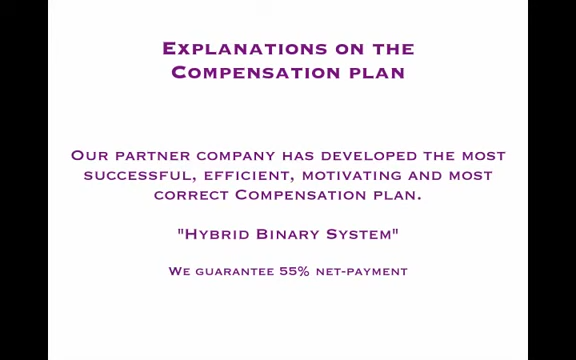 Explanations on the
Compensation plan
Our partner company has developed the most
successful, efficient, motivating and most
correct Compensation plan.
"Hybrid Binary System"
We guarantee 55% net-payment